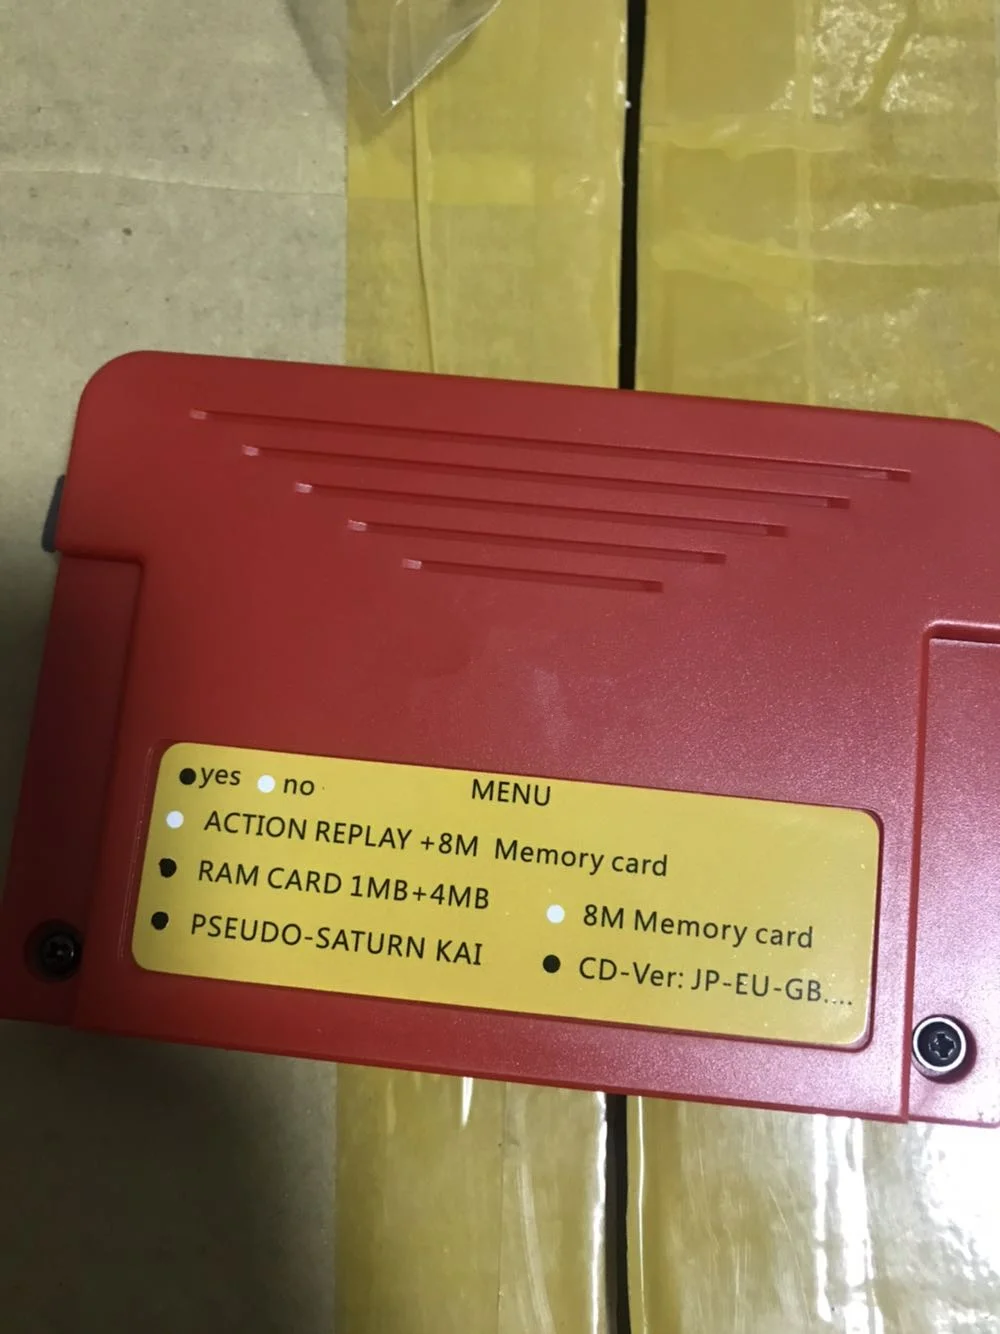 ●yes ●no MENU
● ACTION REPLAY +8M Memory card
● RAM CARD 1MB+4MB ● 8M Memory card
● PSEUDO-SATURN KAI ● CD-Ver: JP-EU-GB....